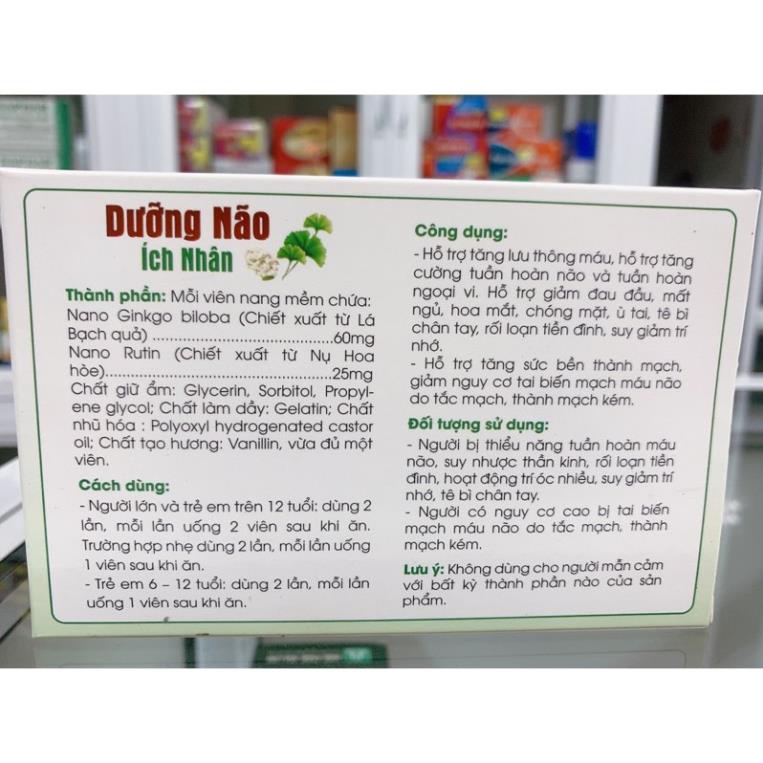 Dưỡng Não
Ích Nhân
Thành phần: Mỗi viên nang mềm chứa:
Nano Ginkgo biloba (Chiết xuất từ Lá
Bạch quả) ...................................60mg
Nano Rutin (Chiết xuất từ Nụ Hoa
hòe)...............................................25mg
Chất giữ ẩm: Glycerin, Sorbitol, Propyl-
ene glycol; Chất làm dầy: Gelatin; Chất
nhũ hóa : Polyoxyl hydrogenated castor
oil; Chất tạo hương: Vanillin, vừa đủ một
viên.
Cách dùng:
- Người lớn và trẻ em trên 12 tuổi: dùng 2
lần, mỗi lần uống 2 viên sau khi ăn.
Trường hợp nhẹ dùng 2 lần, mỗi lần uống
1 viên sau khi ăn.
- Trẻ em 6 – 12 tuổi: dùng 2 lần, mỗi lần
uống 1 viên sau khi ăn.
Công dụng:
- Hỗ trợ tăng lưu thông máu, hỗ trợ tăng
cường tuần hoàn não và tuần hoàn
ngoại vi. Hỗ trợ giảm đau đầu, mất
ngủ, hoa mắt, chóng mặt, ù tai, tê bì
chân tay, rối loạn tiền đình, suy giảm trí
nhớ.
- Hỗ trợ tăng sức bền thành mạch,
giảm nguy cơ tai biến mạch máu não
do tắc mạch, thành mạch kém.
Đối tượng sử dụng:
- Người bị thiểu năng tuần hoàn máu
não, suy nhược thần kinh, rối loạn tiền
đình, hoạt động trí óc nhiều, suy giảm trí
nhớ, tê bì chân tay.
- Người có nguy cơ cao bị tai biến
mạch máu não do tắc mạch, thành
mạch kém.
Lưu ý: Không dùng cho người mẫn cảm
với bất kỳ thành phần nào của sản
phẩm.